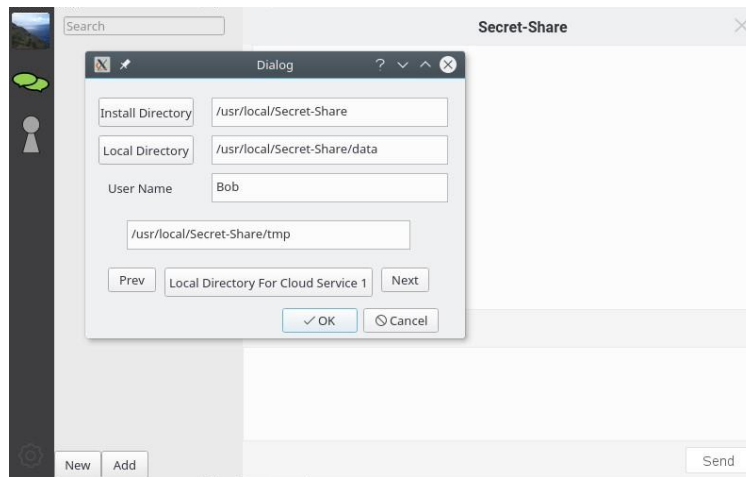 Search
Secret-Share
Dialog
Install Directory
/usr/local/Secret-Share
Local Directory
/usr/local/Secret-Share/data
User Name
Bob
/usr/local/Secret-Share/tmp
Prev
Local Directory For Cloud Service 1
Next
OK
Cancel
New
Add
Send